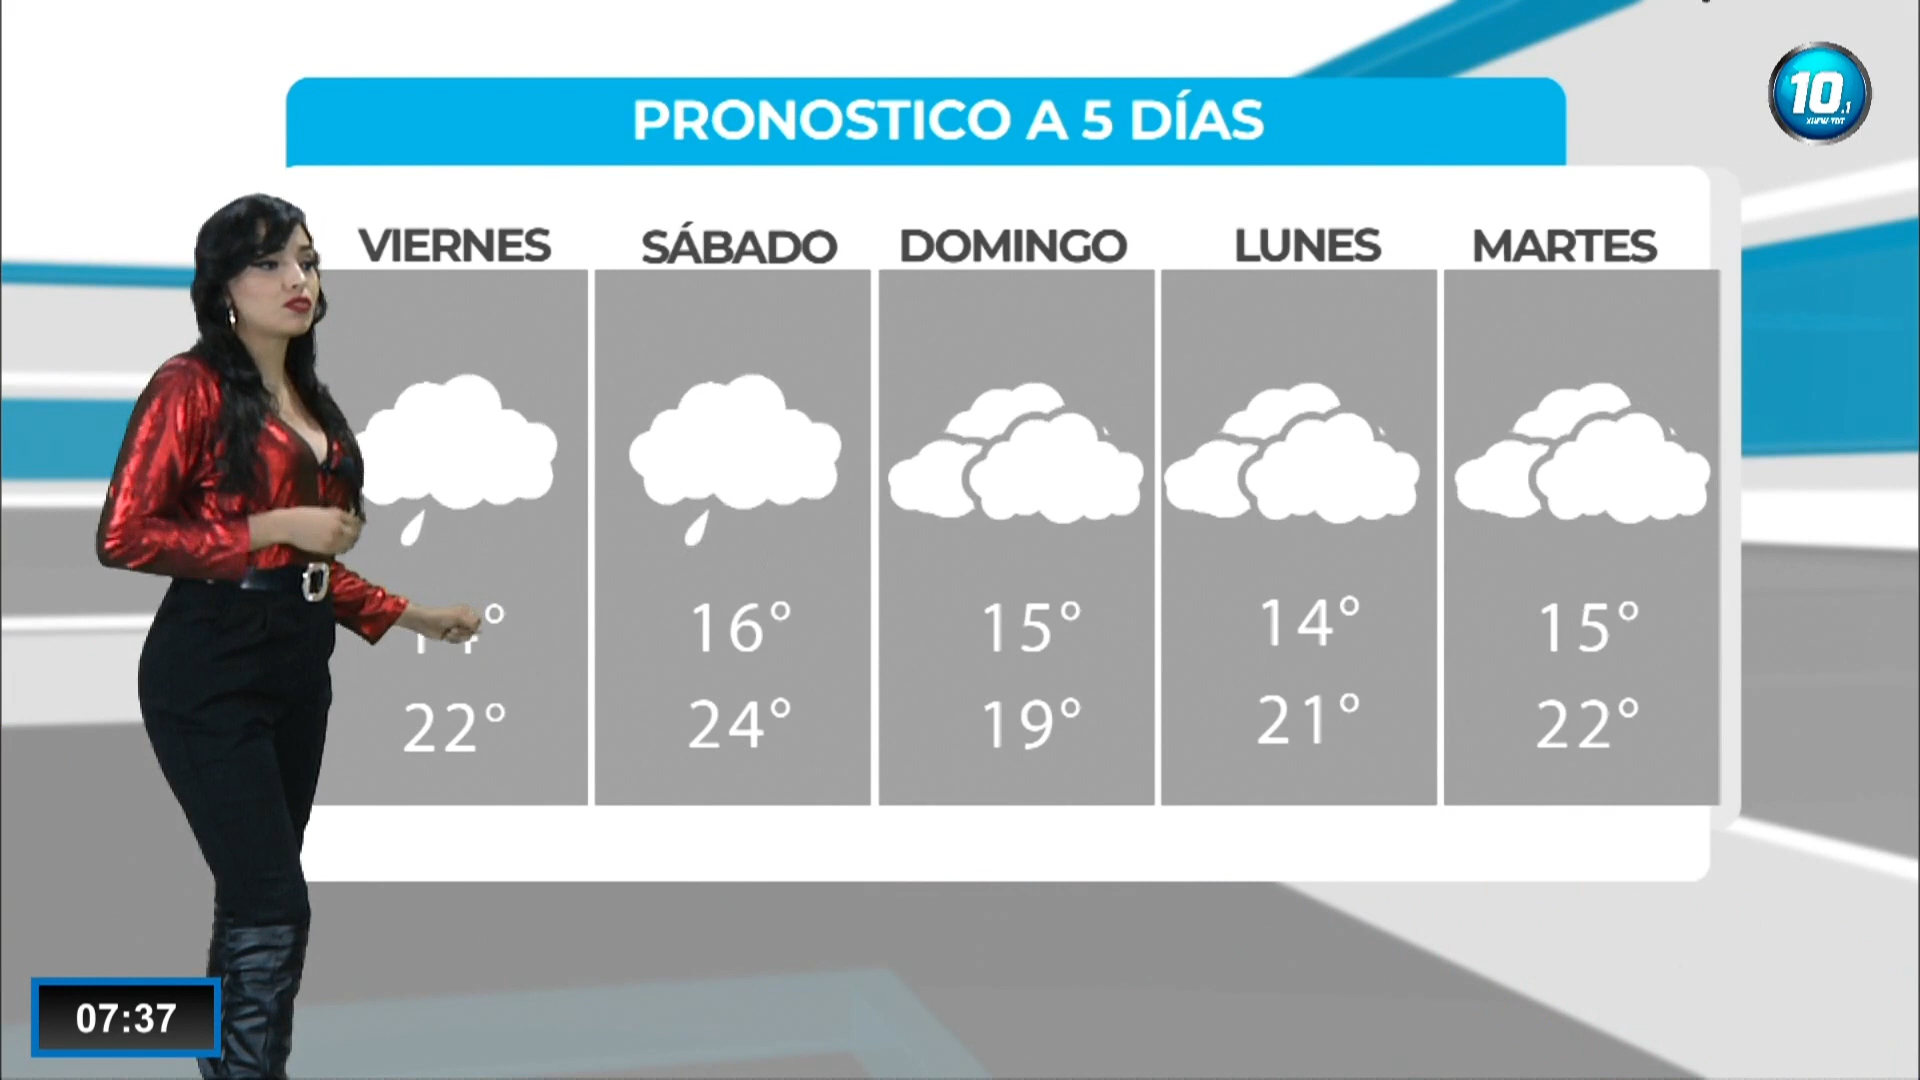 PRONOSTICO A 5 DÍAS
10.1
VIERNES SÁBADO DOMINGO LUNES MARTES
14° 16° 15° 14° 15°
22° 24° 19° 21° 22°
07:37